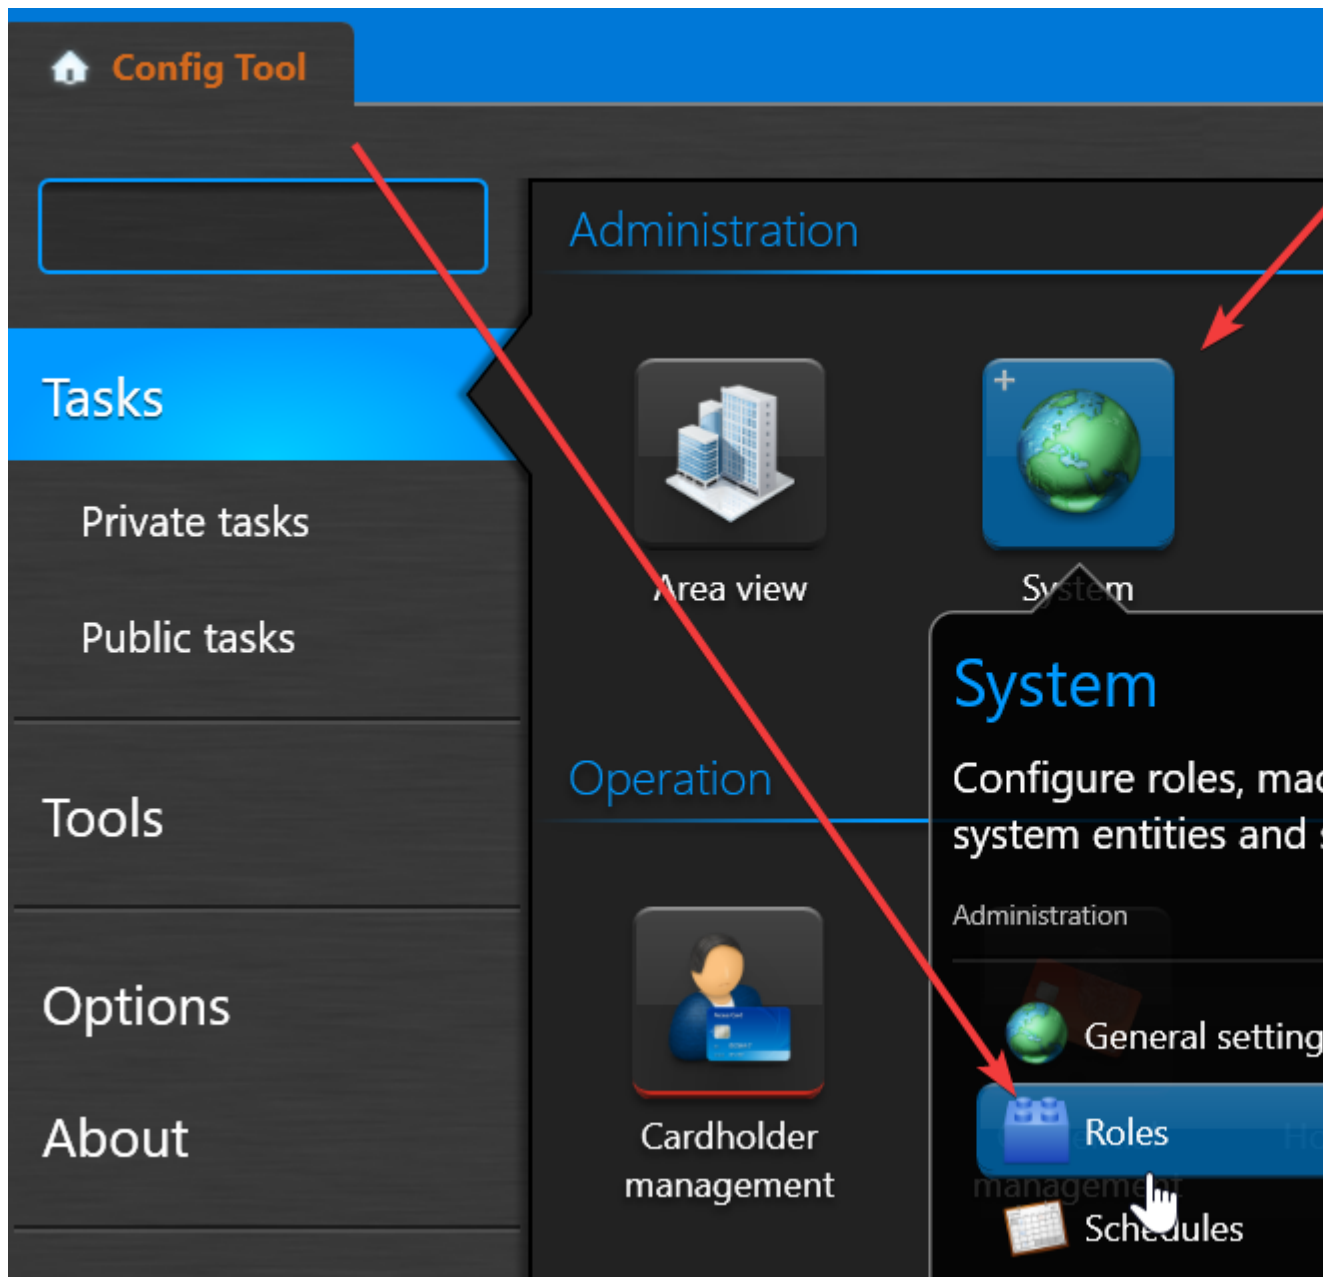 Config Tool
Administration
Tasks
Area view
System
Private tasks
Public tasks
System
Configure roles, mac
system entities and s
Operation
Tools
Administration
Options
General setting
About
Cardholder
management
Roles
management
Schedules